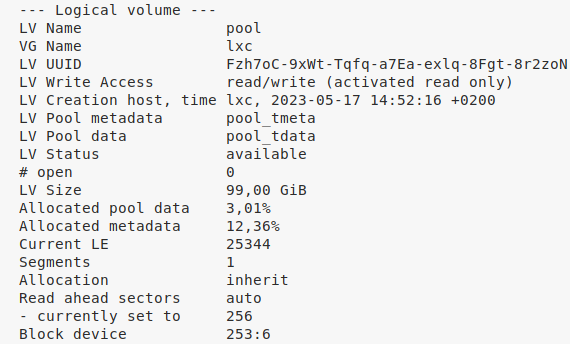 --- Logical volume ---
LV Name                pool
VG Name                lxc
LV UUID                Fzh7oC-9xWt-Tqfq-a7Ea-exlq-8Fgt-8r2zoN
LV Write Access        read/write (activated read only)
LV Creation host, time lxc, 2023-05-17 14:52:16 +0200
LV Pool metadata       pool_tmeta
LV Pool data           pool_tdata
LV Status              available
# open                 0
LV Size                99,00 GiB
Allocated pool data    3,01%
Allocated metadata     12,36%
Current LE             25344
Segments               1
Allocation             inherit
Read ahead sectors     auto
- currently set to     256
Block device           253:6